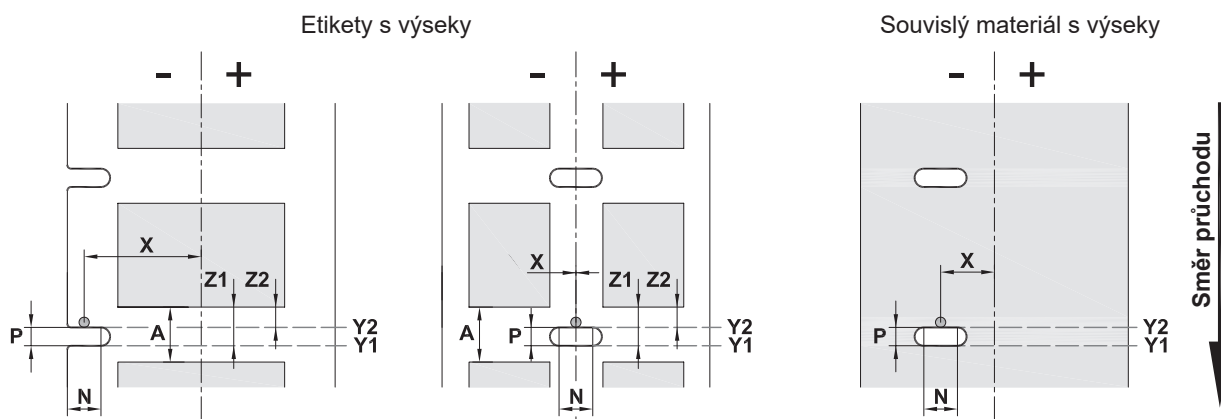 Etikety s výseky
Souvislý materiál s výseky
- +
- +
- +
X
Z1 Z2
P
A
Y2
Y1
N
X
Z1 Z2
A
P
Y2
Y1
N
X
P
Y2
Y1
N
Směr průchodu